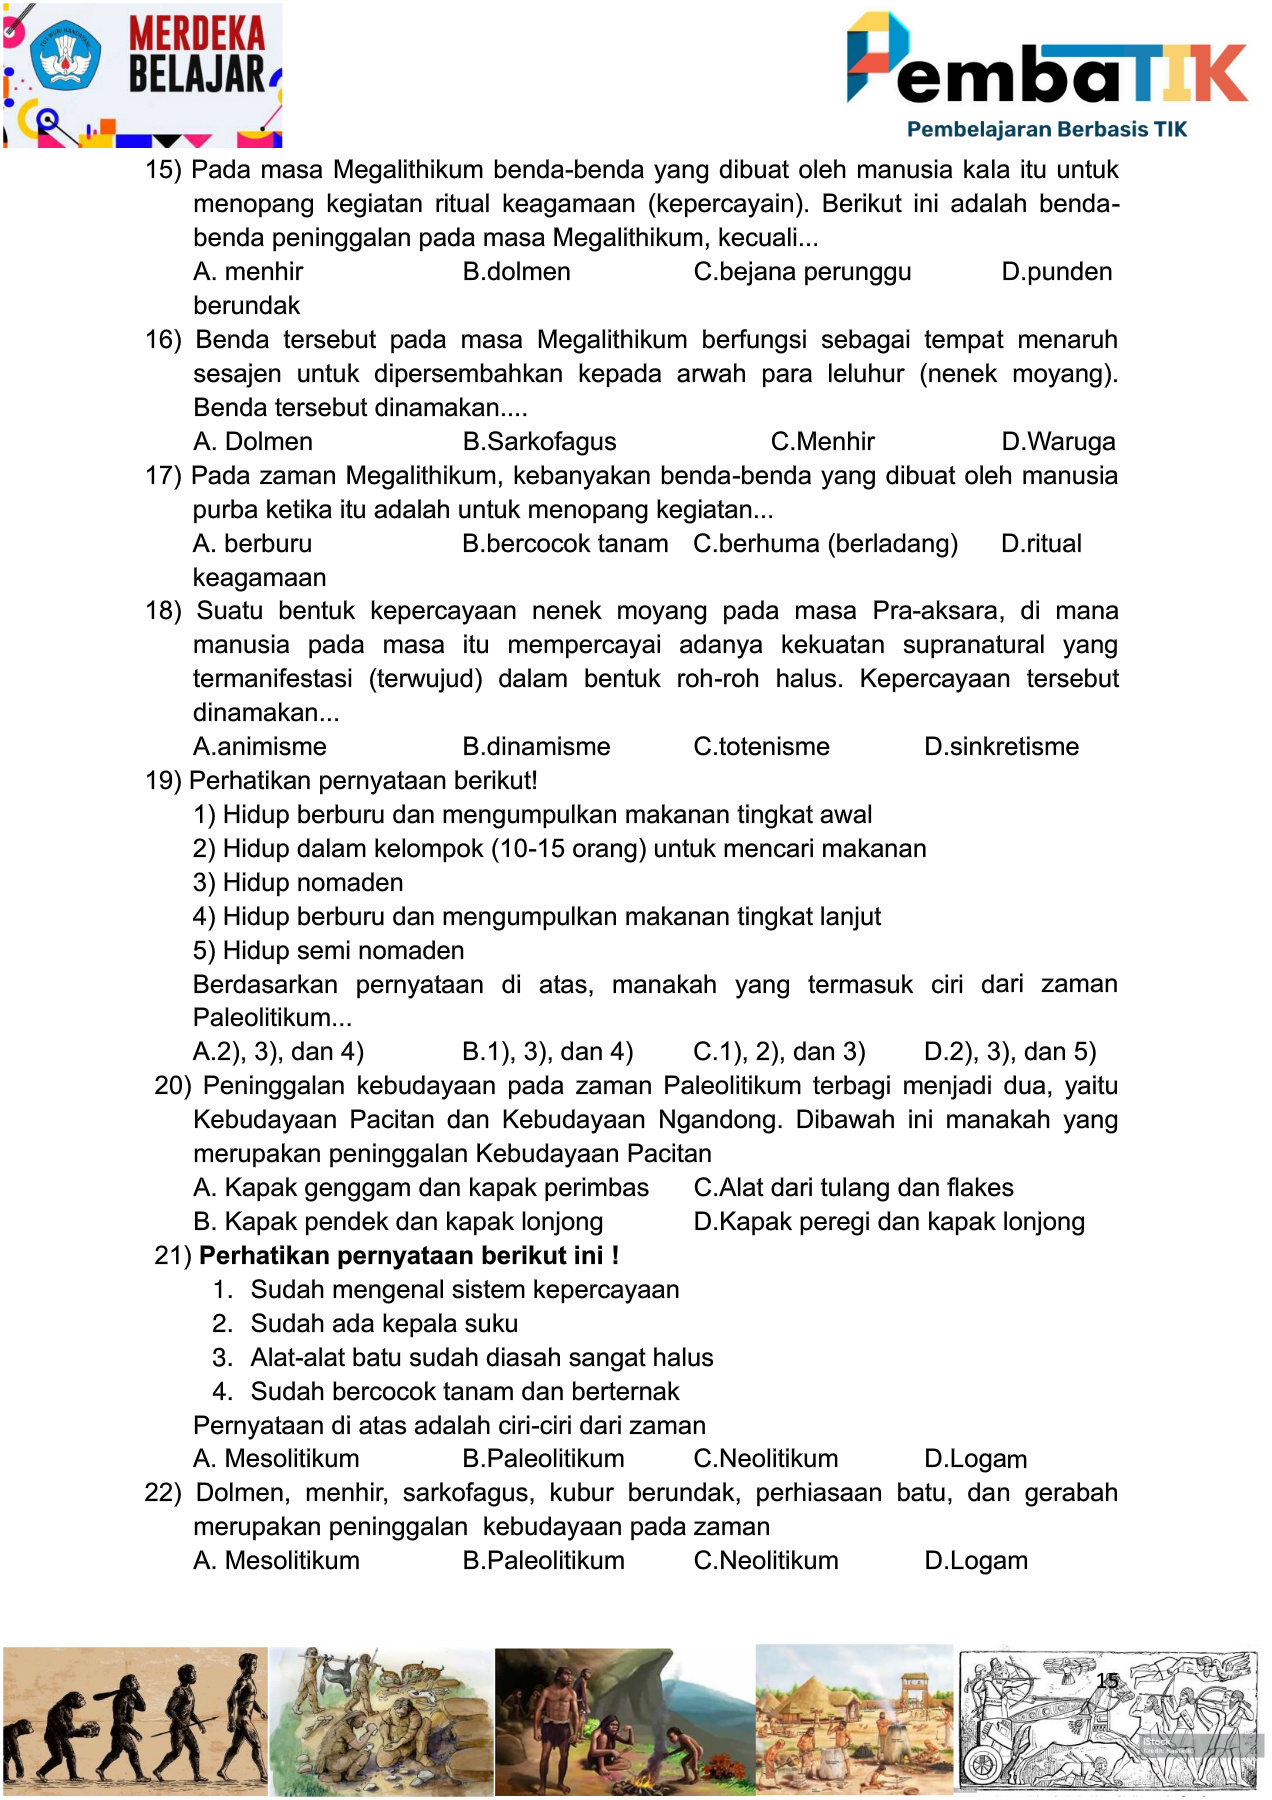 MERDEKA
BELAJAR
PembaTIK
Pembelajaran Berbasis TIK
15) Pada masa Megalithikum benda-benda yang dibuat oleh manusia kala itu untuk
menopang kegiatan ritual keagamaan (kepercayain). Berikut ini adalah benda-
benda peninggalan pada masa Megalithikum, kecuali...
A. menhir B.dolmen C.bejana perunggu D.punden
berundak
16) Benda tersebut pada masa Megalithikum berfungsi sebagai tempat menaruh
sesajen untuk dipersembahkan kepada arwah para leluhur (nenek moyang).
Benda tersebut dinamakan....
A. Dolmen B.Sarkofagus C.Menhir D.Waruga
17) Pada zaman Megalithikum, kebanyakan benda-benda yang dibuat oleh manusia
purba ketika itu adalah untuk menopang kegiatan...
A. berburu B.bercocok tanam C.berhuma (berladang) D.ritual
keagamaan
18) Suatu bentuk kepercayaan nenek moyang pada masa Pra-aksara, di mana
manusia pada masa itu mempercayai adanya kekuatan supranatural yang
termanifestasi (terwujud) dalam bentuk roh-roh halus. Kepercayaan tersebut
dinamakan...
A.animisme B.dinamisme C.totenisme D.sinkretisme
19) Perhatikan pernyataan berikut!
1) Hidup berburu dan mengumpulkan makanan tingkat awal
2) Hidup dalam kelompok (10-15 orang) untuk mencari makanan
3) Hidup nomaden
4) Hidup berburu dan mengumpulkan makanan tingkat lanjut
5) Hidup semi nomaden
Berdasarkan pernyataan di atas, manakah yang termasuk ciri dari zaman
Paleolitikum...
A.2), 3), dan 4) B.1), 3), dan 4) C.1), 2), dan 3) D.2), 3), dan 5)
20) Peninggalan kebudayaan pada zaman Paleolitikum terbagi menjadi dua, yaitu
Kebudayaan Pacitan dan Kebudayaan Ngandong. Dibawah ini manakah yang
merupakan peninggalan Kebudayaan Pacitan
A. Kapak genggam dan kapak perimbas C.Alat dari tulang dan flakes
B. Kapak pendek dan kapak lonjong D.Kapak peregi dan kapak lonjong
21) Perhatikan pernyataan berikut ini !
1. Sudah mengenal sistem kepercayaan
2. Sudah ada kepala suku
3. Alat-alat batu sudah diasah sangat halus
4. Sudah bercocok tanam dan berternak
Pernyataan di atas adalah ciri-ciri dari zaman
A. Mesolitikum B.Paleolitikum C.Neolitikum D.Logam
22) Dolmen, menhir, sarkofagus, kubur berundak, perhiasaan batu, dan gerabah
merupakan peninggalan kebudayaan pada zaman
A. Mesolitikum B.Paleolitikum C.Neolitikum D.Logam
15
iStock